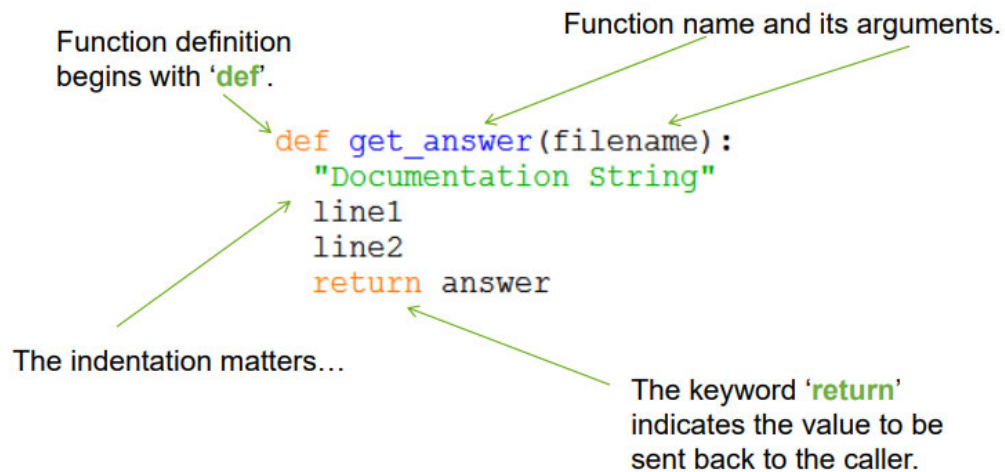 Function definition
begins with ‘def’.
Function name and its arguments.
def get_answer(filename):
"Documentation String"
line1
line2
return answer
The indentation matters…
The keyword ‘return’
indicates the value to be
sent back to the caller.